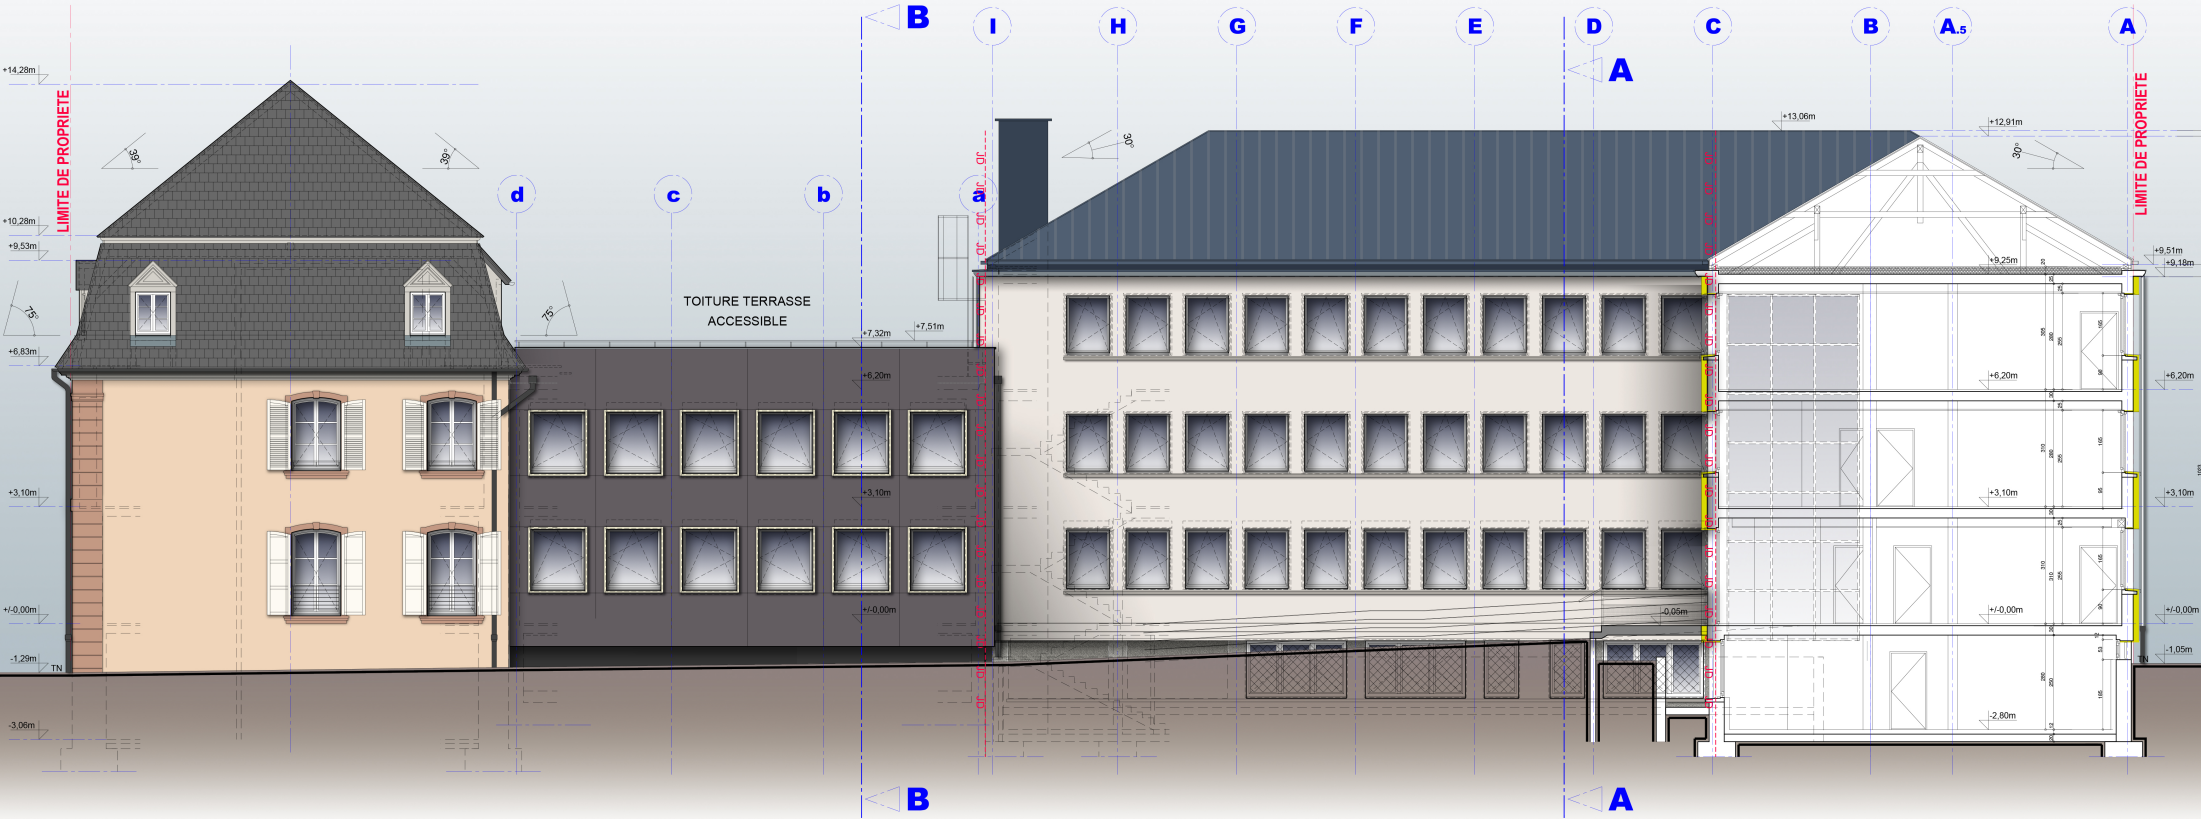 B
I
H
G
F
E
D
C
B
A.5
A
A
+14,28m
LIMITE DE PROPRIETE
39°
39°
+10,28m
+9,53m
75°
+6,83m
75°
d
c
b
a
TOITURE TERRASSE
ACCESSIBLE
+7,32m
+7,51m
30°
+13,06m
+12,91m
30°
LIMITE DE PROPRIETE
+9,51m
+9,25m
+9,18m
JD
+6,20m
+6,20m
+6,20m
+3,10m
+3,10m
+3,10m
+3,10m
+/-0,00m
+/-0,00m
-0,05m
+/-0,00m
+/-0,00m
-1,29m
TN
-1,05m
TN
-3,06m
-2,80m
B
A